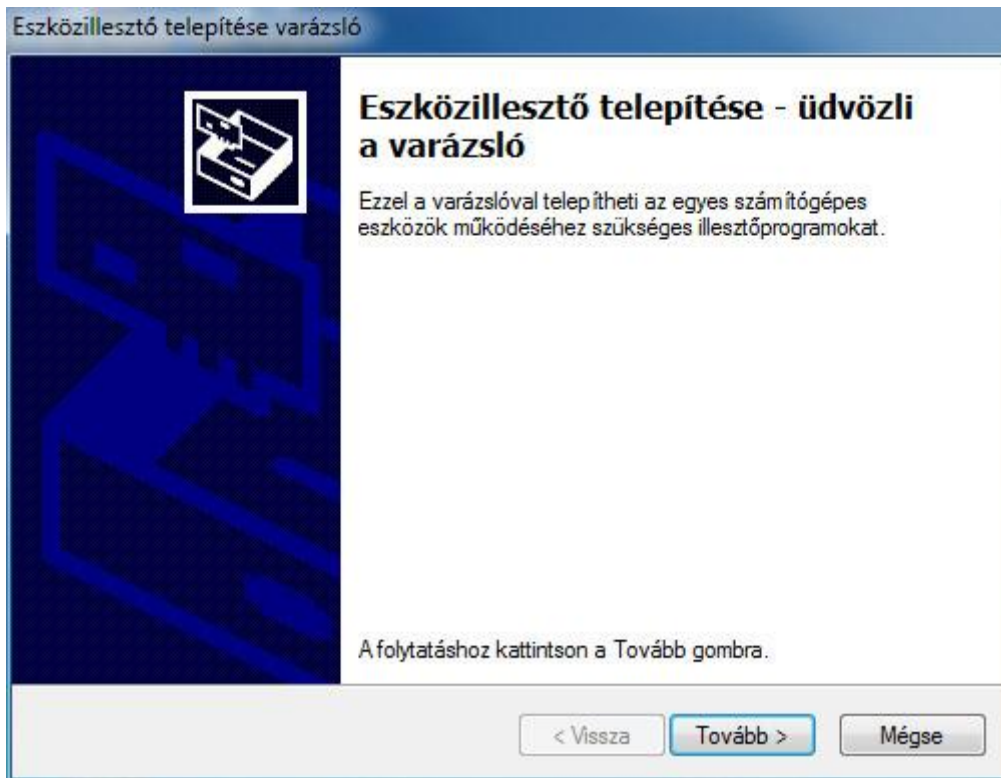 Eszközillesztő telepítése varázsló
Eszközillesztő telepítése - üdvözli
a varázsló
Ezzel a varázslóval telepítheti az egyes számítógépes
eszközök működéséhez szükséges illesztőprogramokat.
A folytatáshoz kattintson a Tovább gombra.
< Vissza
Tovább >
Mégse